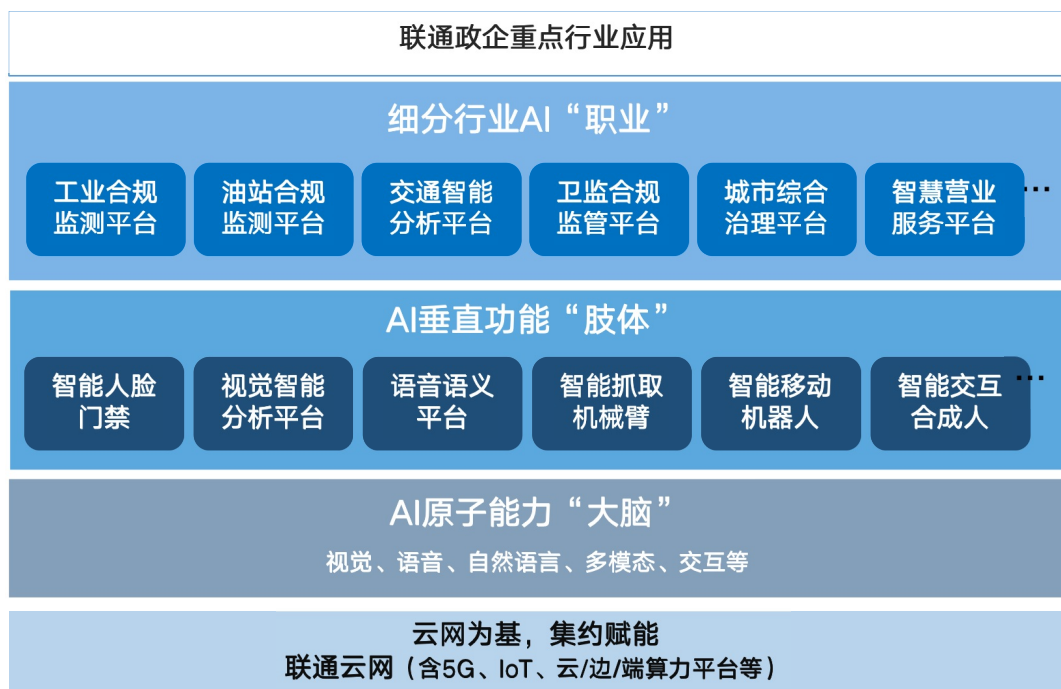 联通政企重点行业应用
细分行业AI“职业”
工业合规
监测平台
油站合规
监测平台
交通智能
分析平台
卫监合规
监管平台
城市综合
治理平台
智慧营业
服务平台
…
AI垂直功能“肢体”
智能人脸
门禁
视觉智能
分析平台
语音语义
平台
智能抓取
机械臂
智能移动
机器人
智能交互
合成人
…
AI原子能力“大脑”
视觉、语音、自然语言、多模态、交互等
云网为基，集约赋能
联通云网（含5G、IoT、云/边/端算力平台等）